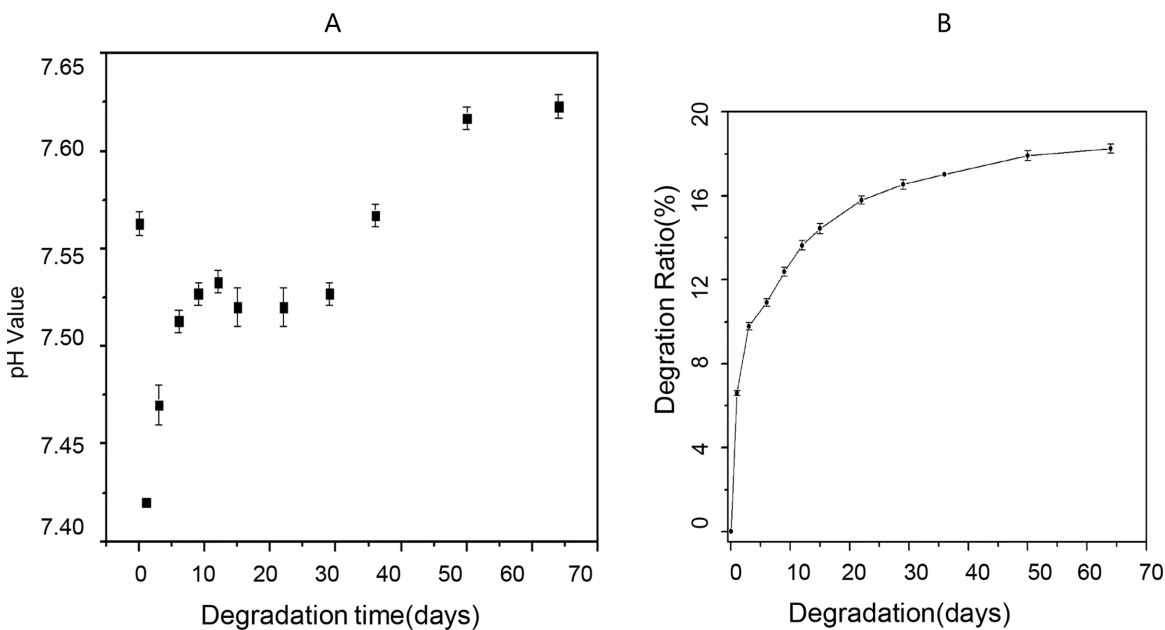 A
7.65
7.60
7.55
7.50
7.45
7.40
pH Value
0 10 20 30 40 50 60 70
Degradation time(days)
B
20
16
12
8
4
0
Degration Ratio(%)
0 10 20 30 40 50 60 70
Degradation(days)